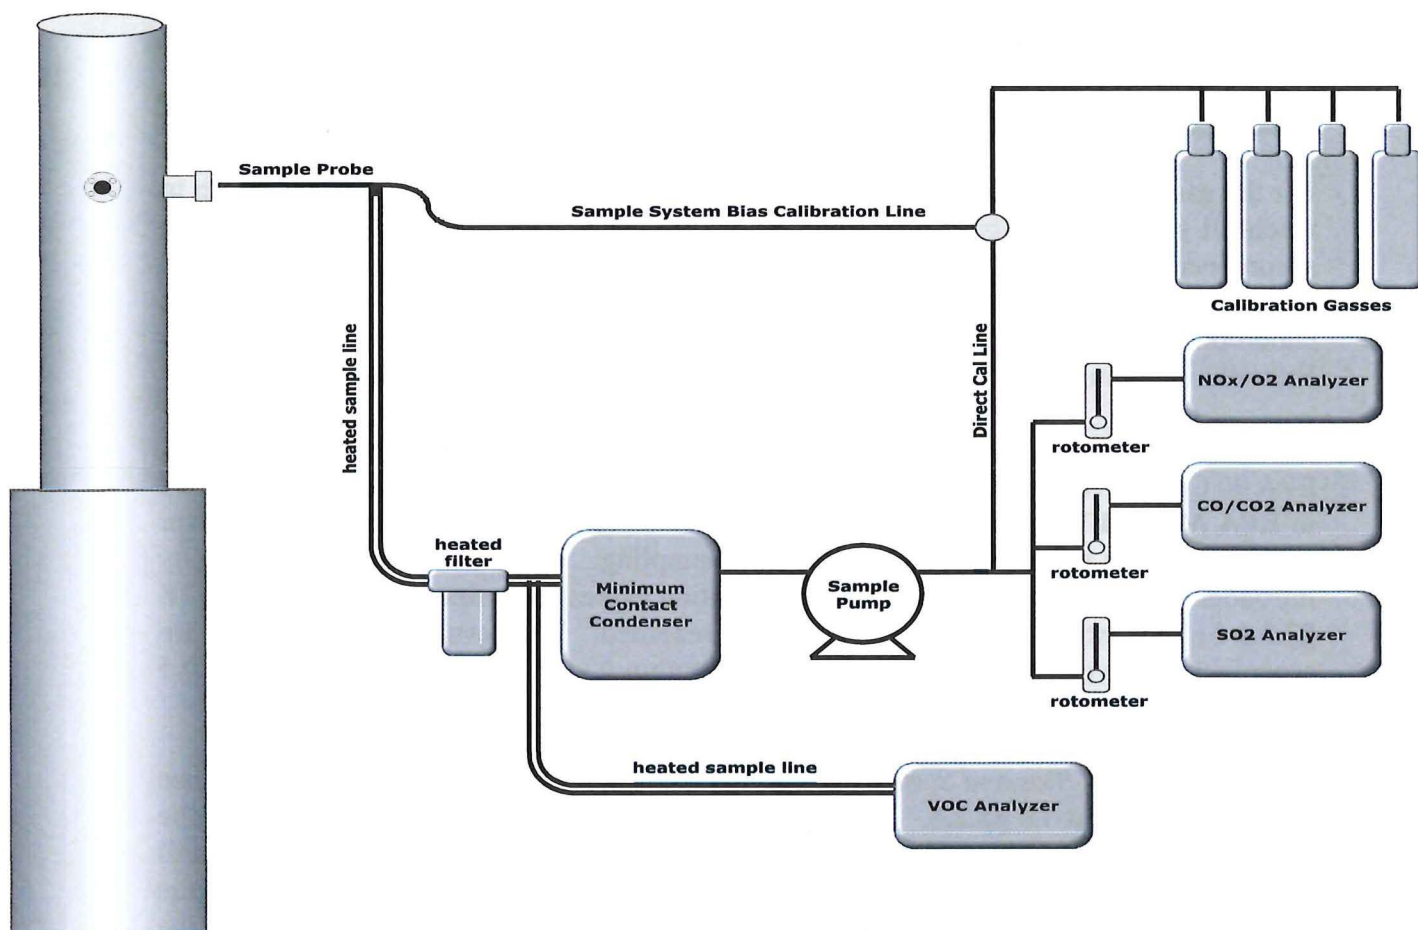 Sample Probe
Sample System Bias Calibration Line
Calibration Gasses
heated sample line
Direct Cal Line
NOx/O2 Analyzer
rotometer
CO/CO2 Analyzer
rotometer
heated
filter
Minimum
Contact
Condenser
Sample
Pump
SO2 Analyzer
rotometer
heated sample line
VOC Analyzer